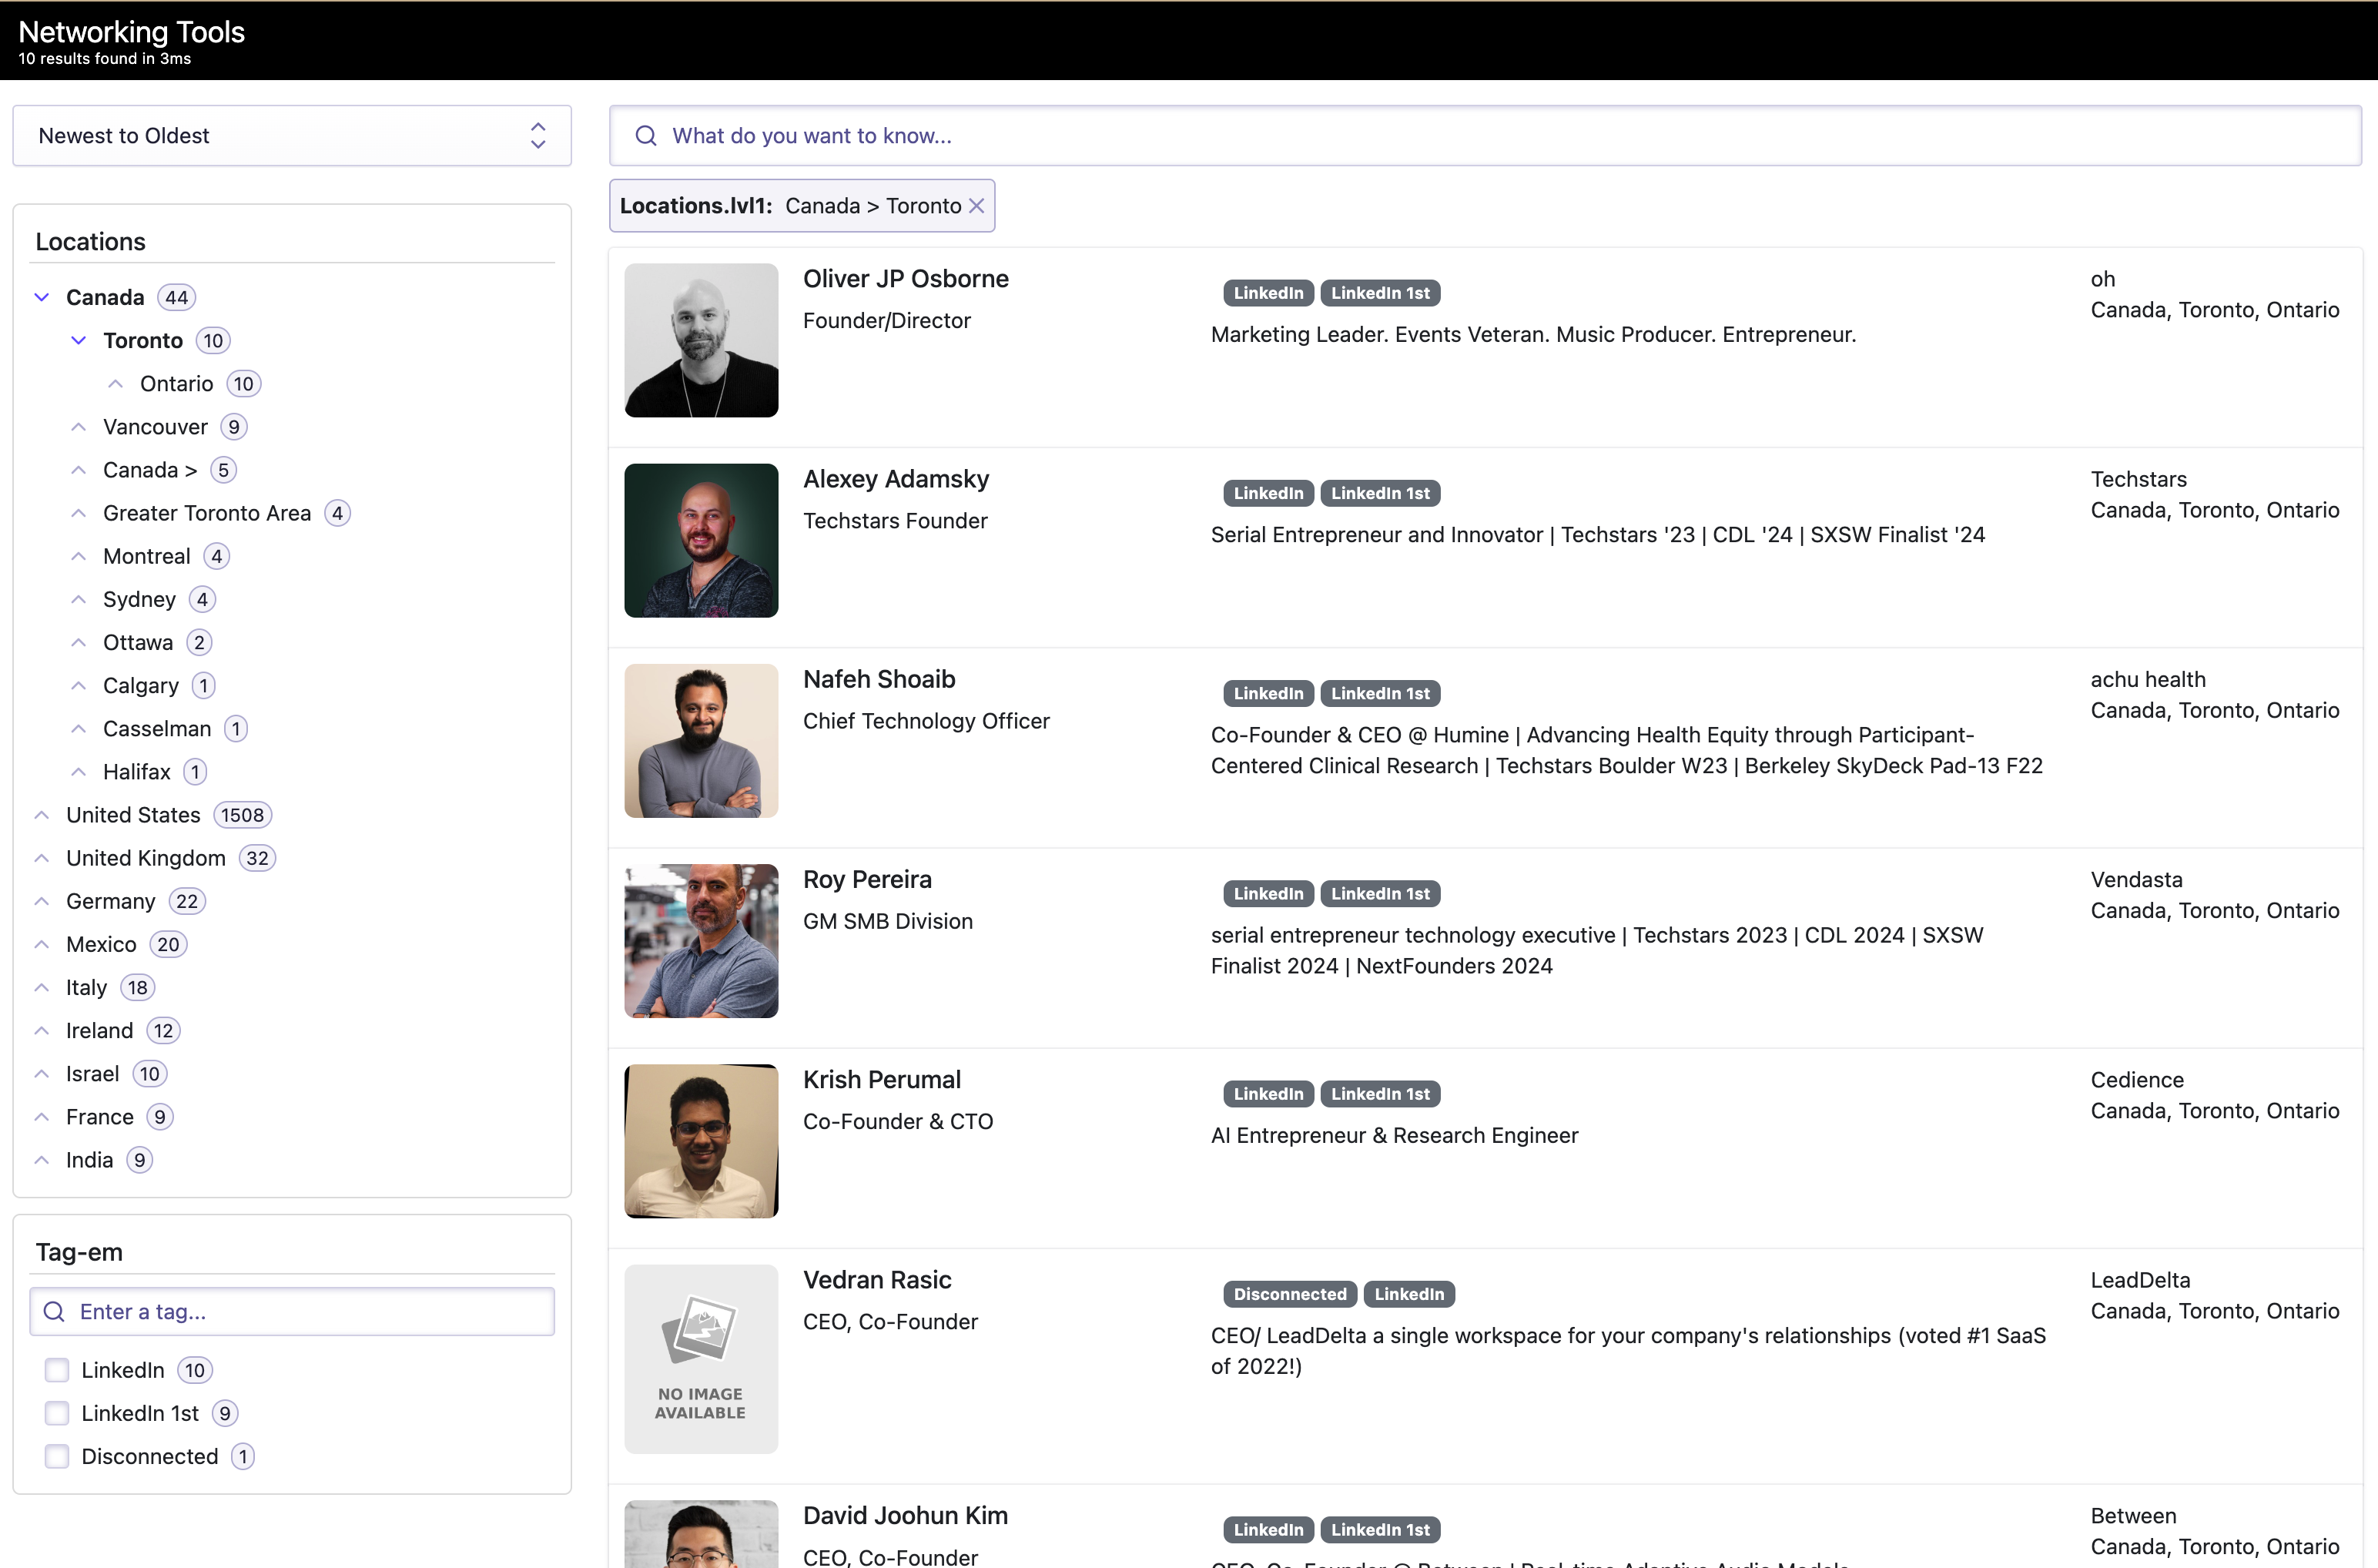 Networking Tools
10 results found in 3ms
Newest to Oldest
What do you want to know...
Locations.lvl1: Canada > Toronto
Locations
Canada 44
Toronto 10
Ontario 10
Vancouver 9
Canada > 5
Greater Toronto Area 4
Montreal 4
Sydney 4
Ottawa 2
Calgary 1
Casselman 1
Halifax 1
United States 1508
United Kingdom 32
Germany 22
Mexico 20
Italy 18
Ireland 12
Israel 10
France 9
India 9
Tag-em
Enter a tag...
LinkedIn 10
LinkedIn 1st 9
Disconnected 1
Oliver JP Osborne
Founder/Director
LinkedIn LinkedIn 1st
Marketing Leader. Events Veteran. Music Producer. Entrepreneur.
oh
Canada, Toronto, Ontario
Alexey Adamsky
Techstars Founder
LinkedIn LinkedIn 1st
Serial Entrepreneur and Innovator | Techstars '23 | CDL '24 | SXSW Finalist '24
Techstars
Canada, Toronto, Ontario
Nafeh Shoaib
Chief Technology Officer
LinkedIn LinkedIn 1st
Co-Founder & CEO @ Humine | Advancing Health Equity through Participant-
Centered Clinical Research | Techstars Boulder W23 | Berkeley SkyDeck Pad-13 F22
achu health
Canada, Toronto, Ontario
Roy Pereira
GM SMB Division
LinkedIn LinkedIn 1st
serial entrepreneur technology executive | Techstars 2023 | CDL 2024 | SXSW
Finalist 2024 | NextFounders 2024
Vendasta
Canada, Toronto, Ontario
Krish Perumal
Co-Founder & CTO
LinkedIn LinkedIn 1st
AI Entrepreneur & Research Engineer
Cedience
Canada, Toronto, Ontario
NO IMAGE
AVAILABLE
Vedran Rasic
CEO, Co-Founder
Disconnected LinkedIn
CEO/ LeadDelta a single workspace for your company's relationships (voted #1 SaaS
of 2022!)
LeadDelta
Canada, Toronto, Ontario
David Joohun Kim
CEO, Co-Founder
LinkedIn LinkedIn 1st
CEO, Co-Founder @ Between | Real-time Adaptive Audio Models
Between
Canada, Toronto, Ontario